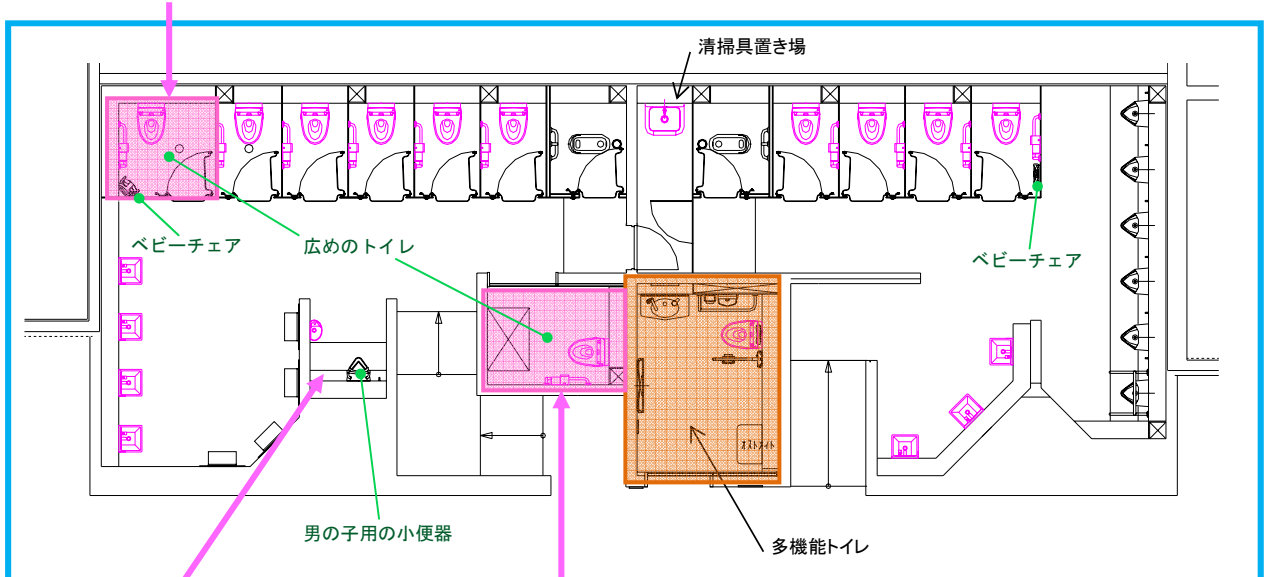 清掃具置き場
ベビーチェア
広めのトイレ
ベビーチェア
オストメイト
男の子用の小便器
多機能トイレ